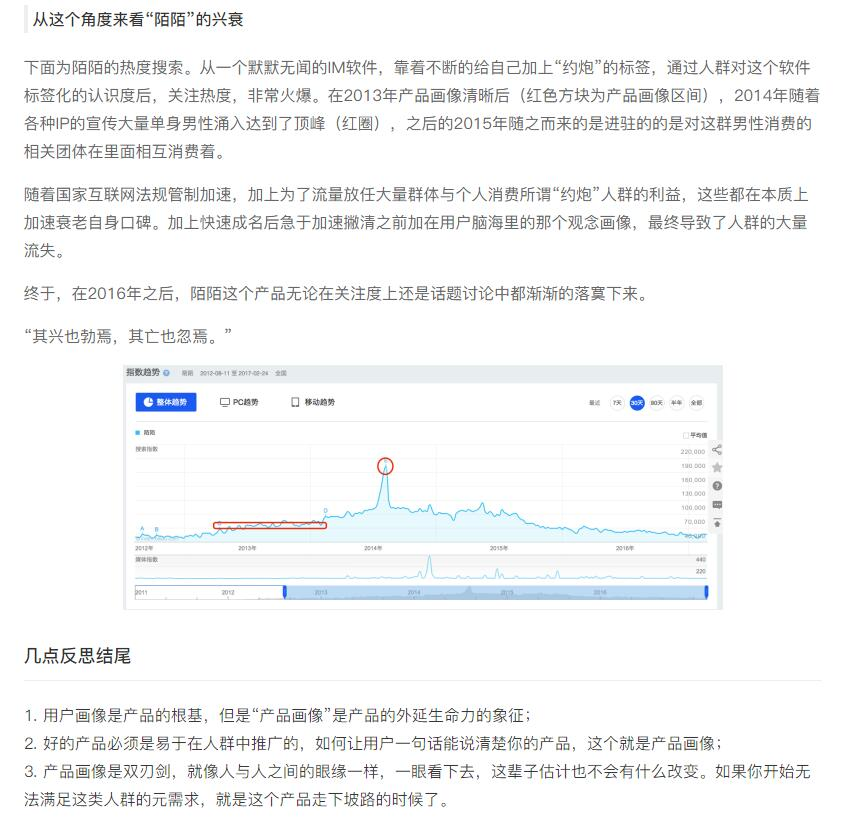 从这个角度来看“陌陌”的兴衰
下面为陌陌的热度搜索。从一个默默无闻的IM软件，靠着不断的给自己加上“约炮”的标签，通过人群对这个软件
标签化的认识度后，关注热度，非常火爆。在2013年产品画像清晰后（红色方块为产品画像区间），2014年随着
各种IP的宣传大量单身男性涌入达到了顶峰（红圈），之后的2015年随之而来的是进驻的的是对这群男性消费的
相关团体在里面相互消费着。
随着国家互联网法规管制加速，加上为了流量放任大量群体与个人消费所谓“约炮”人群的利益，这些都在本质上
加速衰老自身口碑。加上快速成名后急于加速撇清之前加在用户脑海里的那个观念画像，最终导致了人群的大量
流失。
终于，在2016年之后，陌陌这个产品无论在关注度上还是话题讨论中都渐渐的落寞下来。
“其兴也勃焉，其亡也忽焉。”
指数趋势 ? 2012-08-11 至 2017-02-24 全国
整体趋势 PC趋势 移动趋势 最近 7天 30天 90天 半年 全部
陌陌 平均值
搜索指数
220,000
190,000
160,000
130,000
100,000
70,000
A B D
2012年 2013年 2014年 2015年 2016年
媒体指数 440
220
2011 2012 2013 2014 2015 2016
几点反思结尾
1. 用户画像是产品的根基，但是“产品画像”是产品的外延生命力的象征；
2. 好的产品必须是易于在人群中推广的，如何让用户一句话能说清楚你的产品，这个就是产品画像；
3. 产品画像是双刃剑，就像人与人之间的眼缘一样，一眼看下去，这辈子估计也不会有什么改变。如果你开始无
法满足这类人群的元需求，就是这个产品走下坡路的时候了。